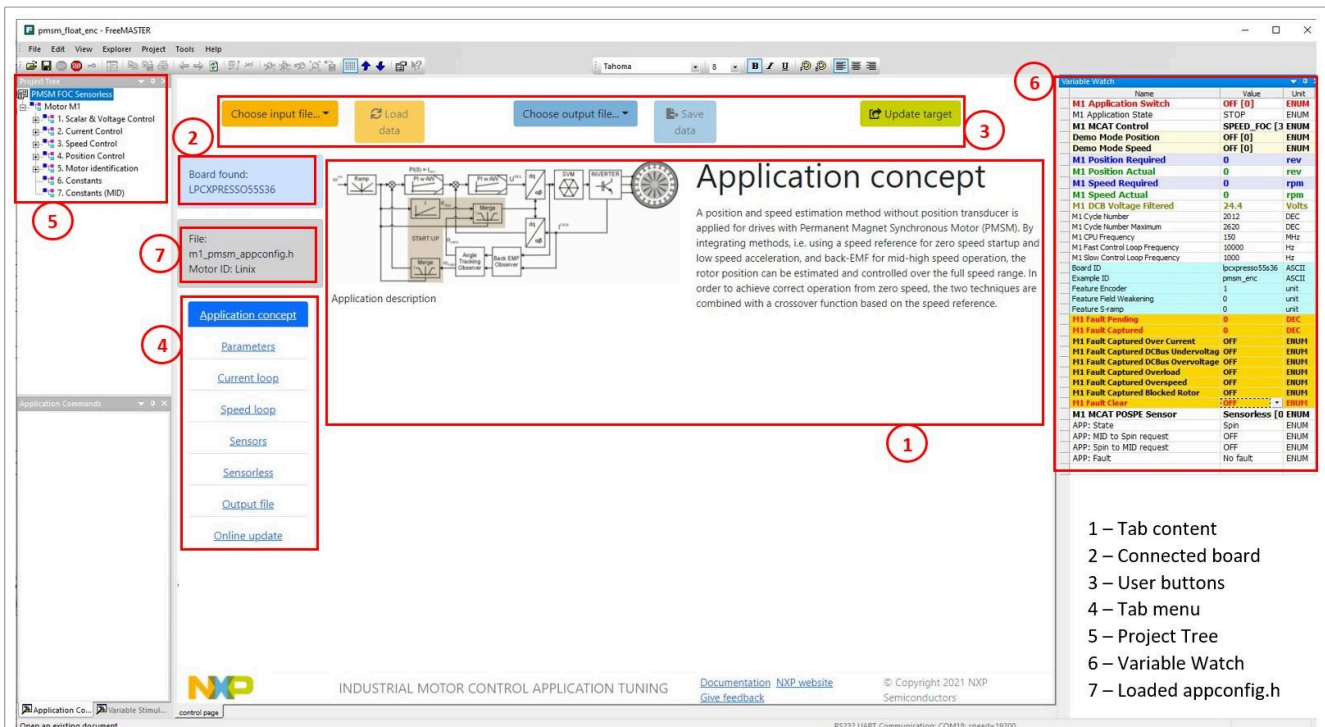 pmsm_float_enc - FreeMASTER
File Edit View Explorer Project Tools Help
Tahoma 8 B I U
Project Tree
PMSM FOC Sensorless
Motor M1
1. Scalar & Voltage Control
2. Current Control
3. Speed Control
4. Position Control
5. Motor identification
6. Constants
7. Constants (MID)
5
Application Commands
Application Co... Variable Stimul...
Open an existing document
2
Choose input file...
Load
data
Choose output file...
Save
data
Update target
3
Board found:
LPCXPRESSO55S36
7
File:
m1_pmsm_appconfig.h
Motor ID: Linix
4
Application concept
Parameters
Current loop
Speed loop
Sensors
Sensorless
Output file
Online update
Ramp
PI w AW
PI w AW
dq
αβ
SVM
INVERTER
Merge
START UP
Merge
Angle
Tracking
Observer
Back EMF
Observer
dq
αβ
Application description
Application concept
A position and speed estimation method without position transducer is
applied for drives with Permanent Magnet Synchronous Motor (PMSM). By
integrating methods, i.e. using a speed reference for zero speed startup and
low speed acceleration, and back-EMF for mid-high speed operation, the
rotor position can be estimated and controlled over the full speed range. In
order to achieve correct operation from zero speed, the two techniques are
combined with a crossover function based on the speed reference.
1
NXP
INDUSTRIAL MOTOR CONTROL APPLICATION TUNING
Documentation NXP website
Give feedback
© Copyright 2021 NXP
Semiconductors
control page
RS232 UART Communication: COM18: speed=19200
6
Variable Watch
Name Value Unit
M1 Application Switch OFF [0] ENUM
M1 Application State STOP ENUM
M1 MCAT Control SPEED_FOC [3 ENUM
Demo Mode Position OFF [0] ENUM
Demo Mode Speed OFF [0] ENUM
M1 Position Required 0 rev
M1 Position Actual 0 rev
M1 Speed Required 0 rpm
M1 Speed Actual 0 rpm
M1 DCB Voltage Filtered 24.4 Volts
M1 Cycle Number 2012 DEC
M1 Cycle Number Maximum 2620 DEC
M1 CPU Frequency 150 MHz
M1 Fast Control Loop Frequency 10000 Hz
M1 Slow Control Loop Frequency 1000 Hz
Board ID lpcxpresso55s36 ASCII
Example ID pmsm_enc ASCII
Feature Encoder 1 unit
Feature Field Weakening 0 unit
Feature S-ramp 0 unit
M1 Fault Pending 0 DEC
M1 Fault Captured 0 DEC
M1 Fault Captured Over Current OFF ENUM
M1 Fault Captured DCBus Undervoltag OFF ENUM
M1 Fault Captured DCBus Overvoltage OFF ENUM
M1 Fault Captured Overload OFF ENUM
M1 Fault Captured Overspeed OFF ENUM
M1 Fault Captured Blocked Rotor OFF ENUM
M1 Fault Clear OFF ENUM
M1 MCAT POSPE Sensor Sensorless [0 ENUM
APP: State Spin ENUM
APP: MID to Spin request OFF ENUM
APP: Spin to MID request OFF ENUM
APP: Fault No fault ENUM
1 – Tab content
2 – Connected board
3 – User buttons
4 – Tab menu
5 – Project Tree
6 – Variable Watch
7 – Loaded appconfig.h